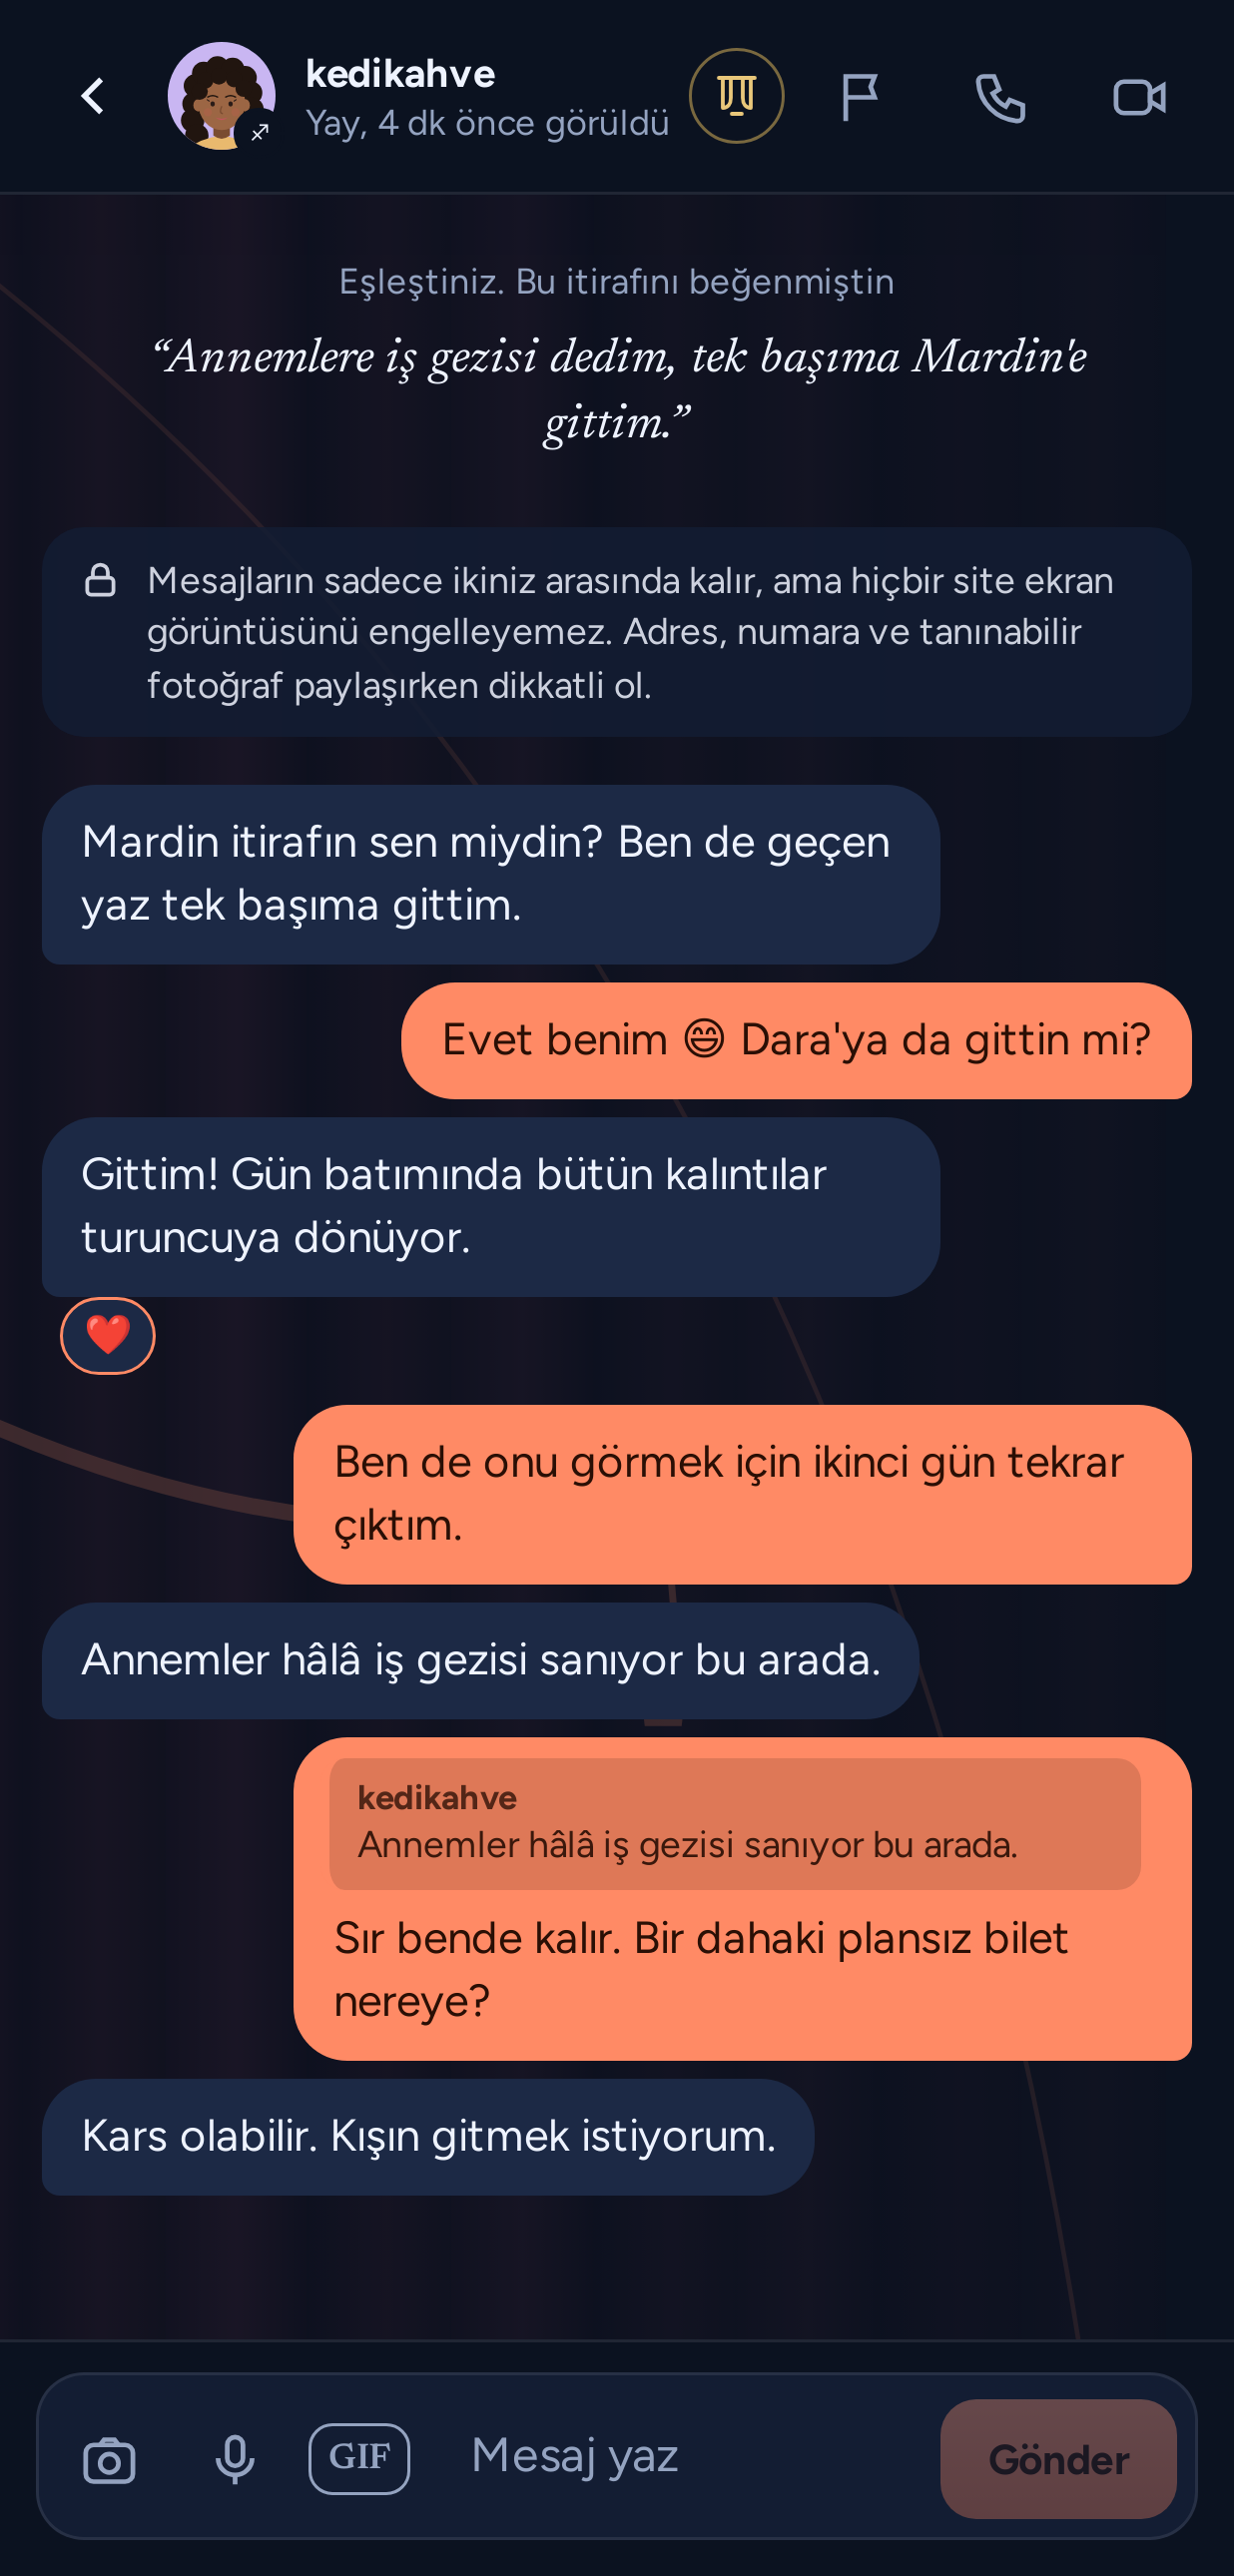 kedikahve
Yay, 4 dk önce görüldü
Eşleştiniz. Bu itirafını beğenmiştin
“Annemlere iş gezisi dedim, tek başıma Mardin'e
gittim.”
Mesajların sadece ikiniz arasında kalır, ama hiçbir site ekran
görüntüsünü engelleyemez. Adres, numara ve tanınabilir
fotoğraf paylaşırken dikkatli ol.
Mardin itirafın sen miydin? Ben de geçen
yaz tek başıma gittim.
Evet benim 😄 Dara'ya da gittin mi?
Gittim! Gün batımında bütün kalıntılar
turuncuya dönüyor.
❤️
Ben de onu görmek için ikinci gün tekrar
çıktım.
Annemler hâlâ iş gezisi sanıyor bu arada.
kedikahve
Annemler hâlâ iş gezisi sanıyor bu arada.
Sır bende kalır. Bir dahaki plansız bilet
nereye?
Kars olabilir. Kışın gitmek istiyorum.
GIF
Mesaj yaz
Gönder